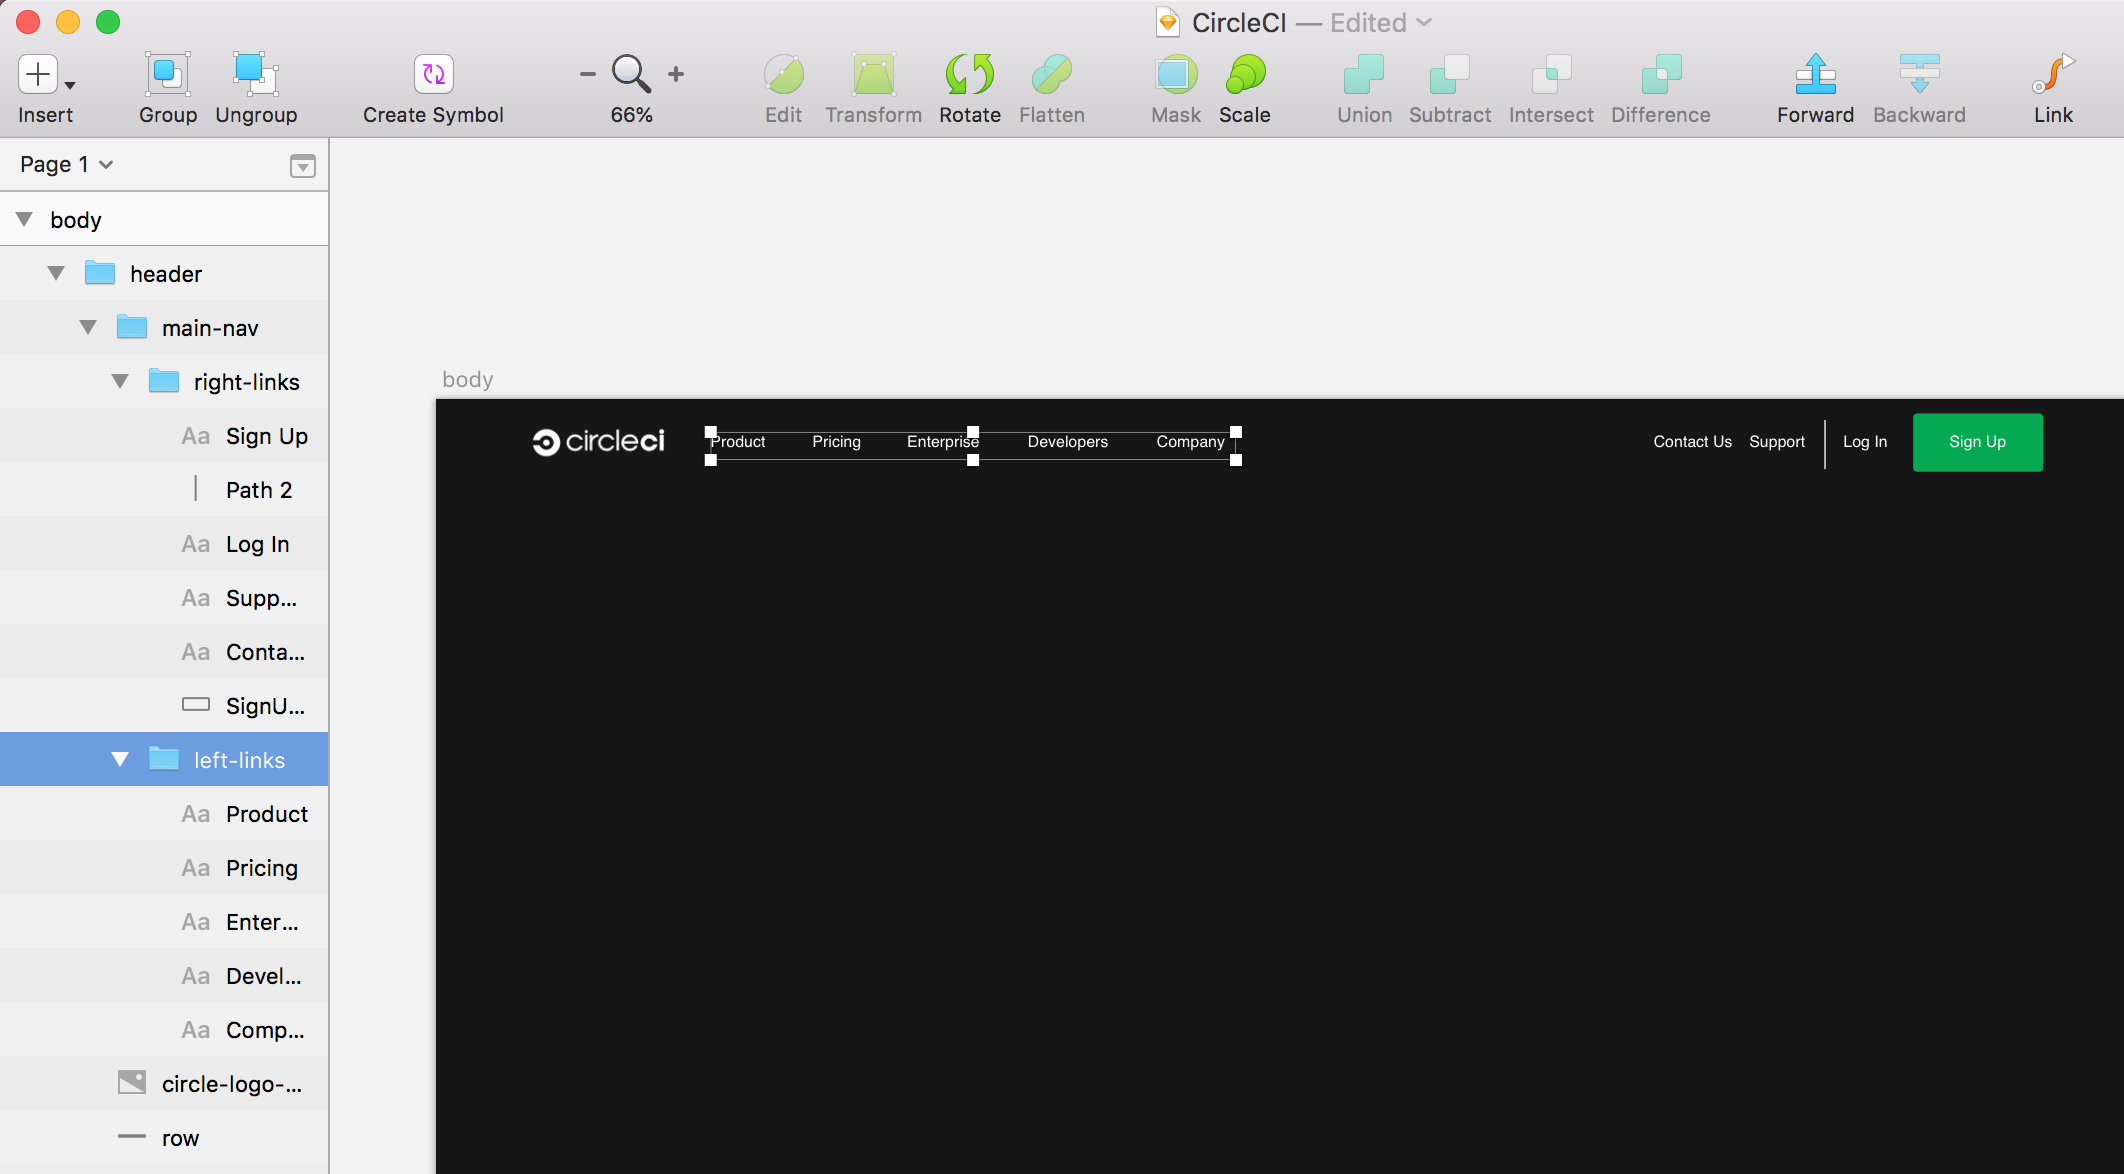 CircleCI — Edited
Insert Group Ungroup Create Symbol 66% Edit Transform Rotate Flatten Mask Scale Union Subtract Intersect Difference Forward Backward Link
Page 1
body
header
main-nav
right-links
Aa Sign Up
Path 2
Aa Log In
Aa Supp...
Aa Conta...
SignU...
left-links
Aa Product
Aa Pricing
Aa Enter...
Aa Devel...
Aa Comp...
circle-logo-...
row
body
circleci Product Pricing Enterprise Developers Company Contact Us Support Log In Sign Up